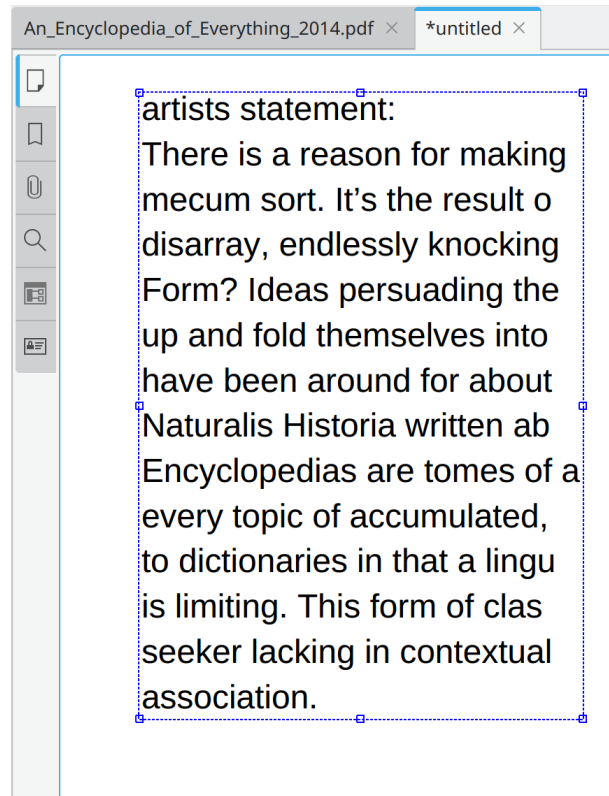 An_Encyclopedia_of_Everything_2014.pdf × *untitled ×
artists statement:
There is a reason for making
mecum sort. It’s the result o
disarray, endlessly knocking
Form? Ideas persuading the
up and fold themselves into
have been around for about
Naturalis Historia written ab
Encyclopedias are tomes of a
every topic of accumulated,
to dictionaries in that a lingu
is limiting. This form of clas
seeker lacking in contextual
association.